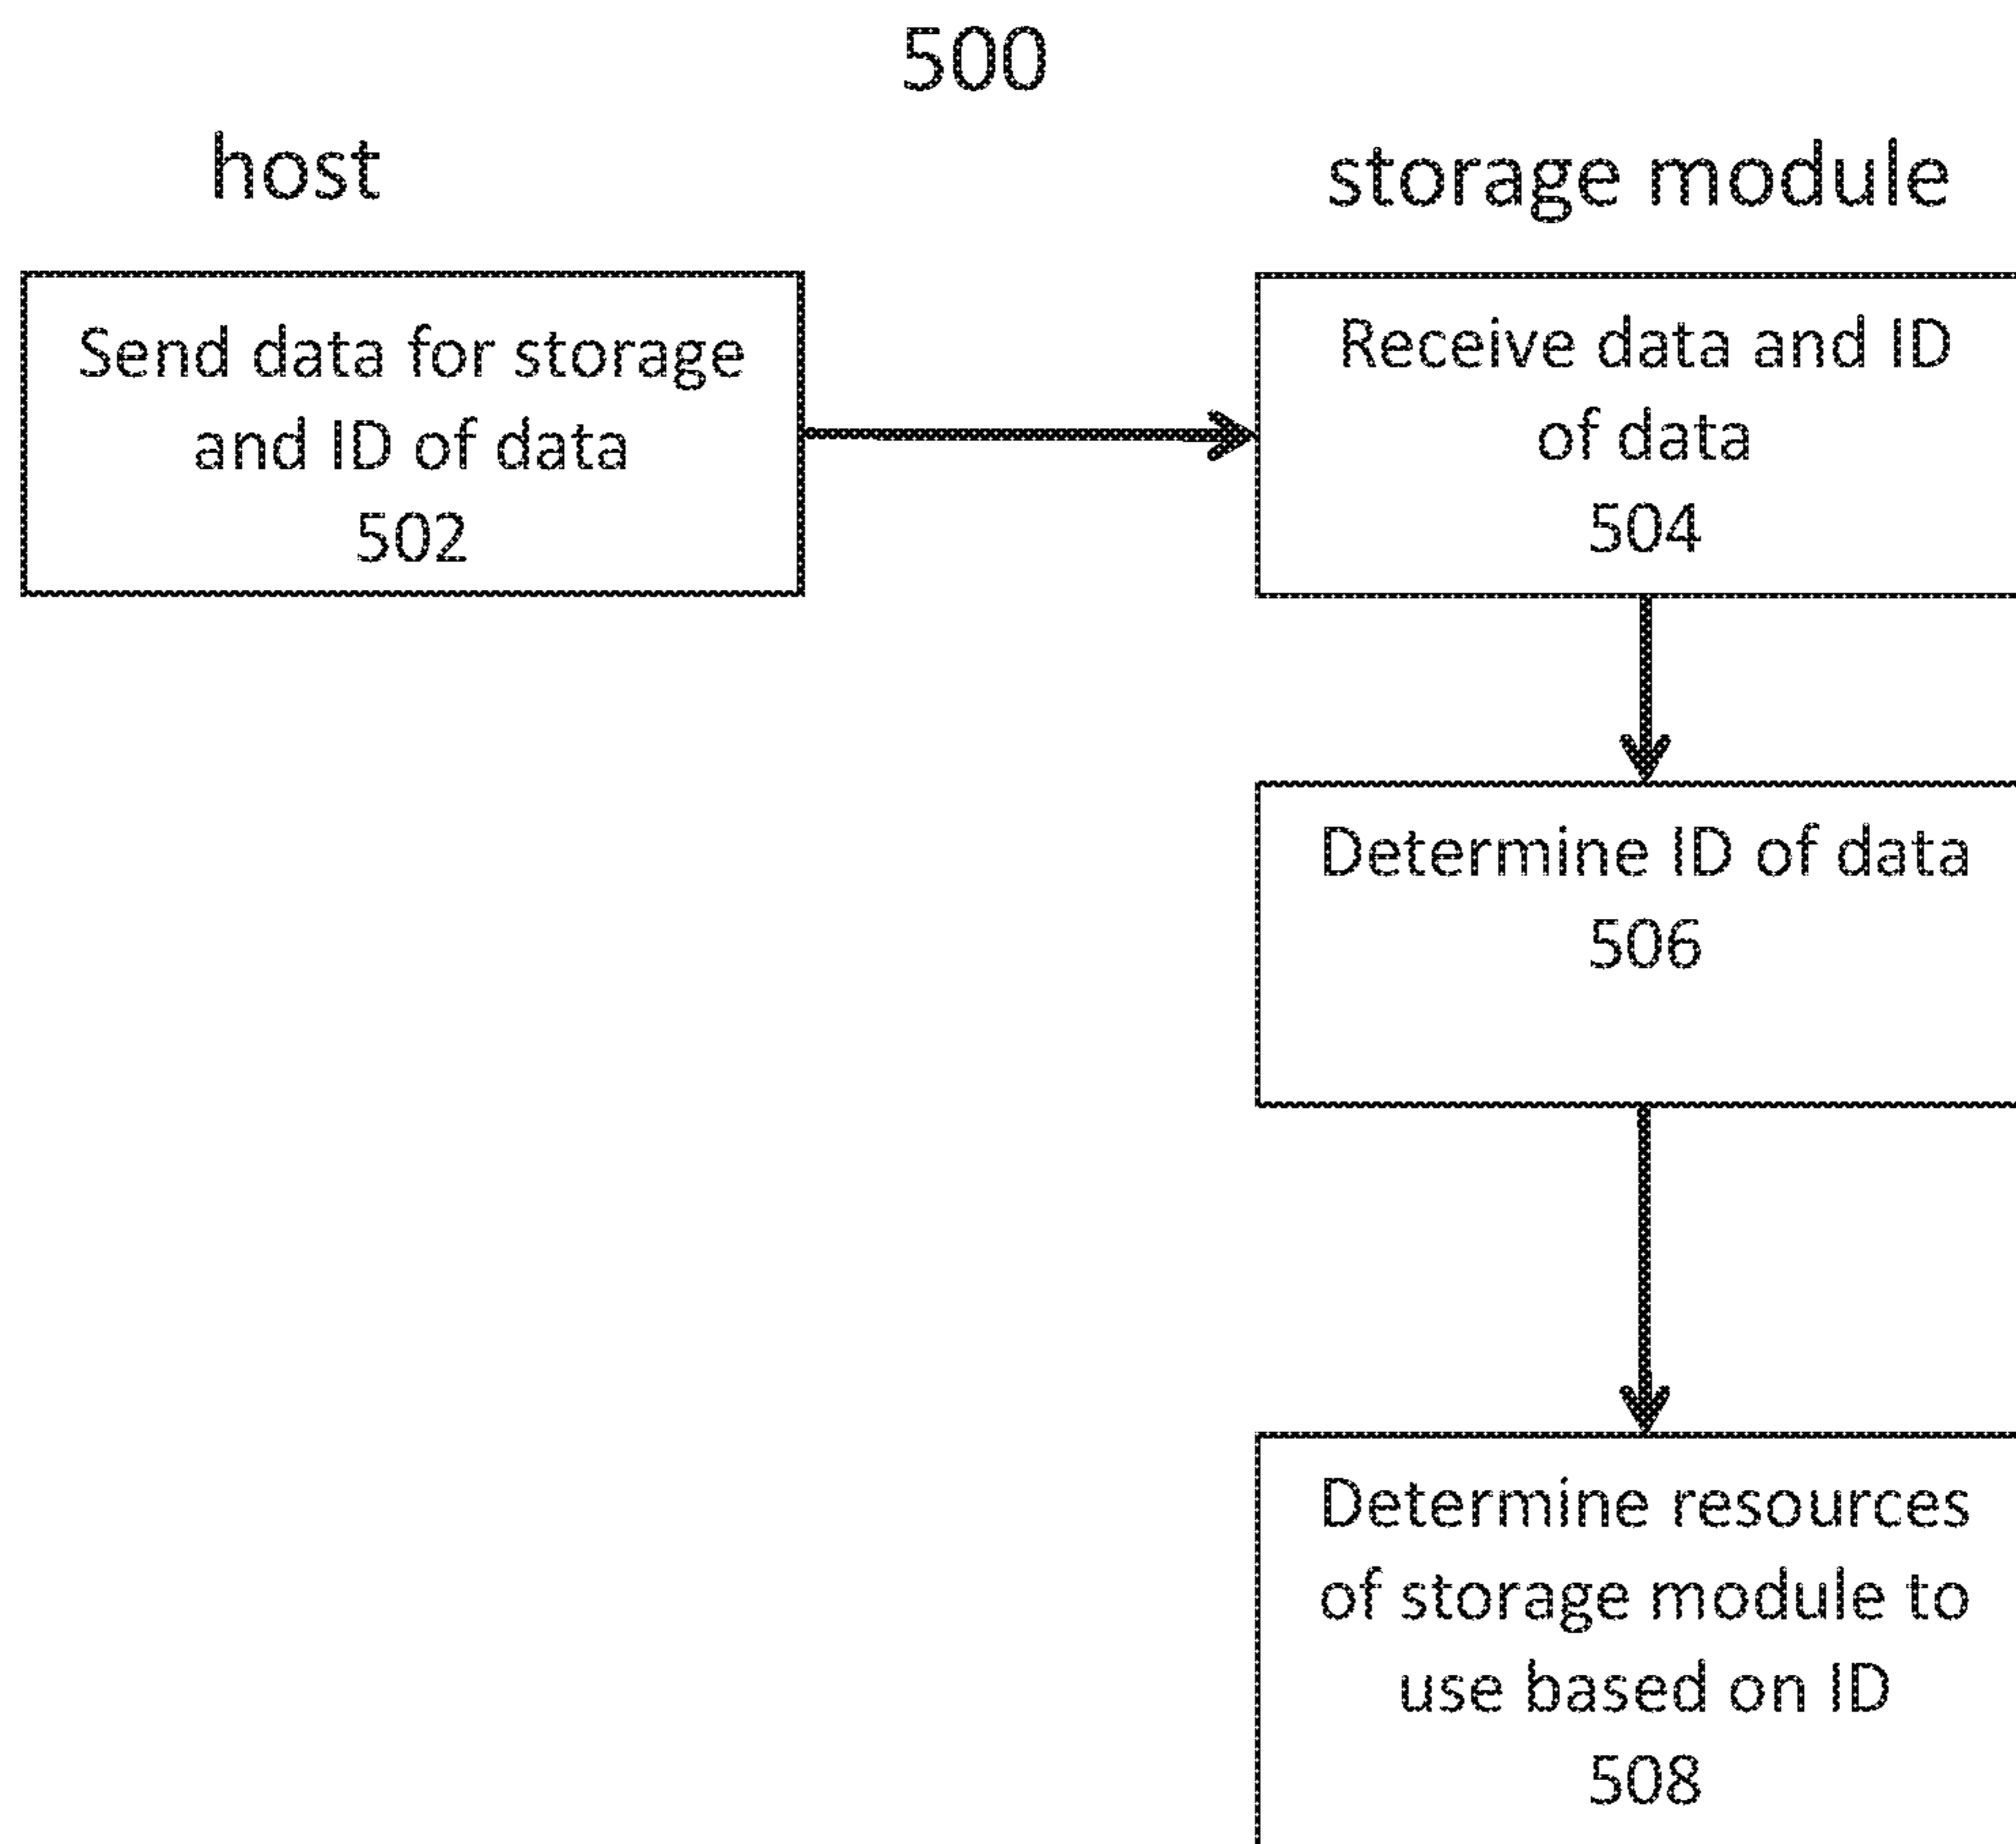 500
host
storage module
Send data for storage
and ID of data
502
Receive data and ID
of data
504
Determine ID of data
506
Determine resources
of storage module to
use based on ID
508